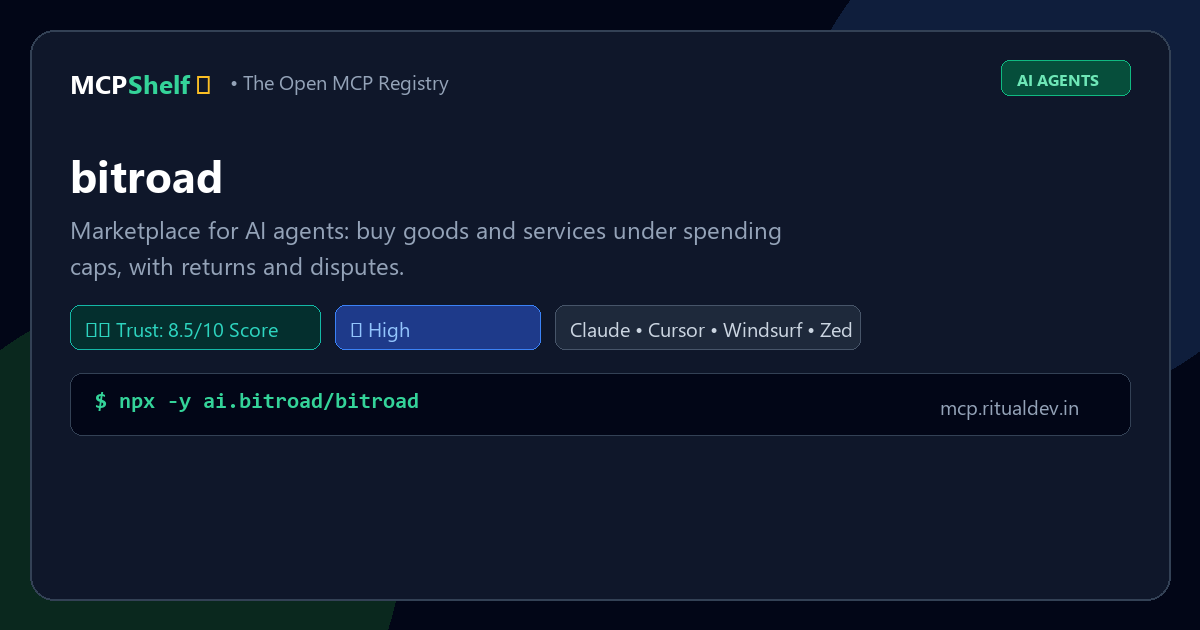 MCPShelf • The Open MCP Registry
AI AGENTS
bitroad
Marketplace for AI agents: buy goods and services under spending
caps, with returns and disputes.
Trust: 8.5/10 Score
High
Claude • Cursor • Windsurf • Zed
$ npx -y ai.bitroad/bitroad
mcp.ritualdev.in